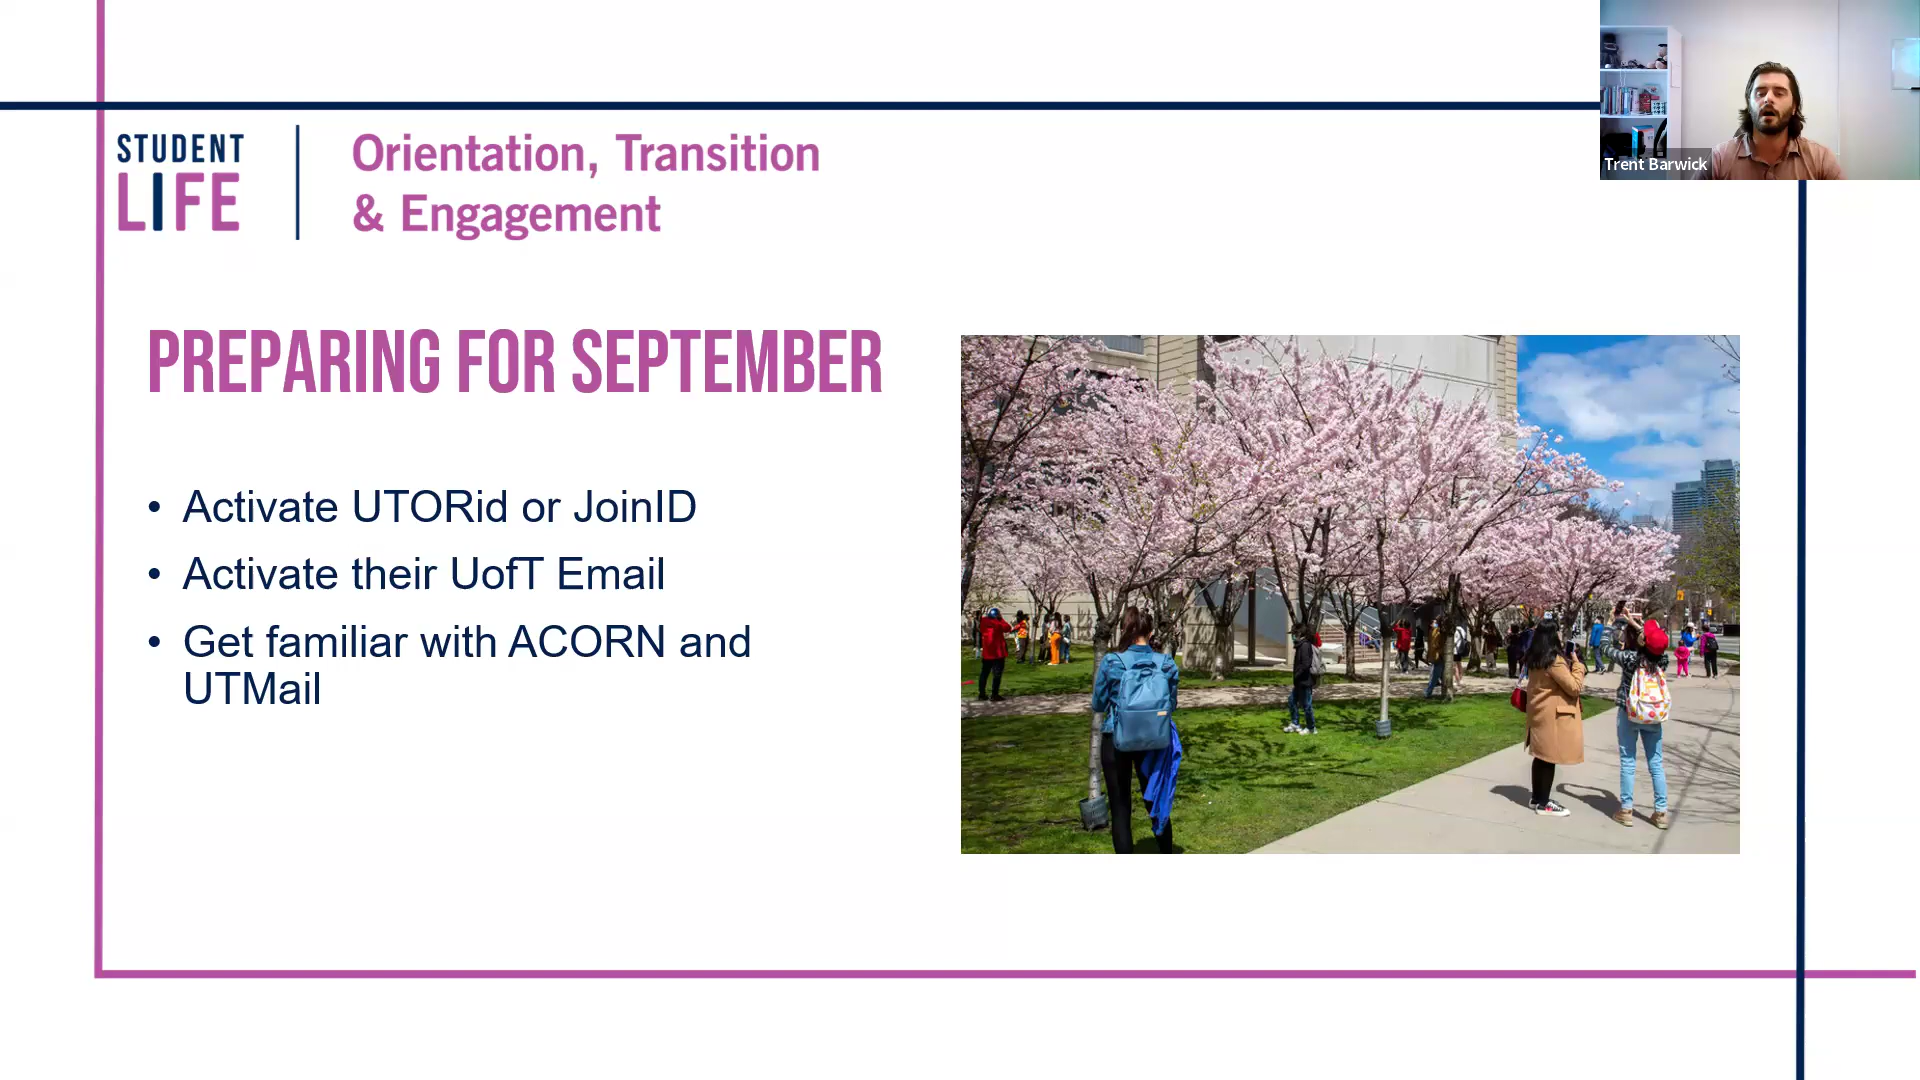 STUDENT
LIFE
Orientation, Transition
& Engagement
Trent Barwick
PREPARING FOR SEPTEMBER
• Activate UTORid or JoinID
• Activate their UofT Email
• Get familiar with ACORN and
UTMail